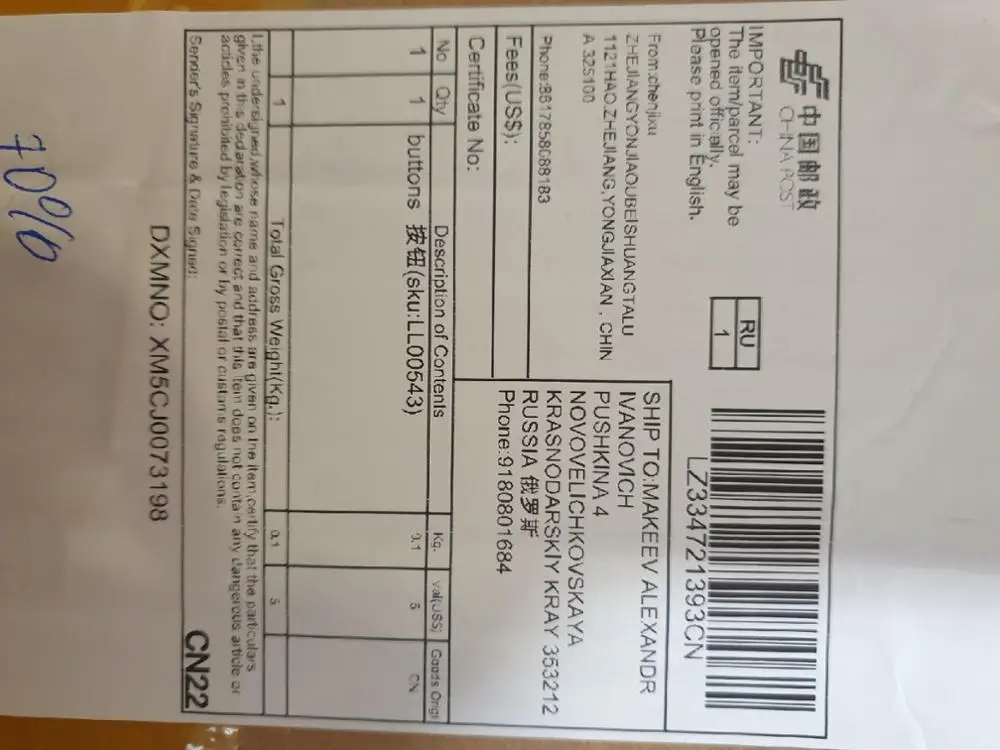 中国邮政
CHINA POST
IMPORTANT:
The item/parcel may be
opened officially.
Please print in English.
RU
1
LZ334721393CN
From:chenjixu
ZHEJIANGYONJIAOUBEISHUANGTALU
1121HAO.ZHEJIANG,YONGJIAXIAN , CHIN
A 325100
Phone:8617858088183
SHIP TO:MAKEEV ALEXANDR
IVANOVICH
PUSHKINA 4
NOVOVELICHKOVSKAYA
KRASNODARSKIY KRAY 353212
RUSSIA 俄罗斯
Phone:9180801684
Fees(US$):
Certificate No:
No Qty Description of Contents Kg. val(US$) Goods Origi
1 1 buttons 按钮(sku:LL00543) 0.1 5 CN
1 Total Gross Weight(Kg.): 0.1 5
I,the undersigned,whose name and address are given on the item,certify that the particulars
given in this declaration are correct and that this item does not contain any dangerous article or
articles prohibited by legislation or by postal or customs regulations.
Sender's Signature & Date Signed:
CN22
DXMNO: XM5CJ0073198
70%